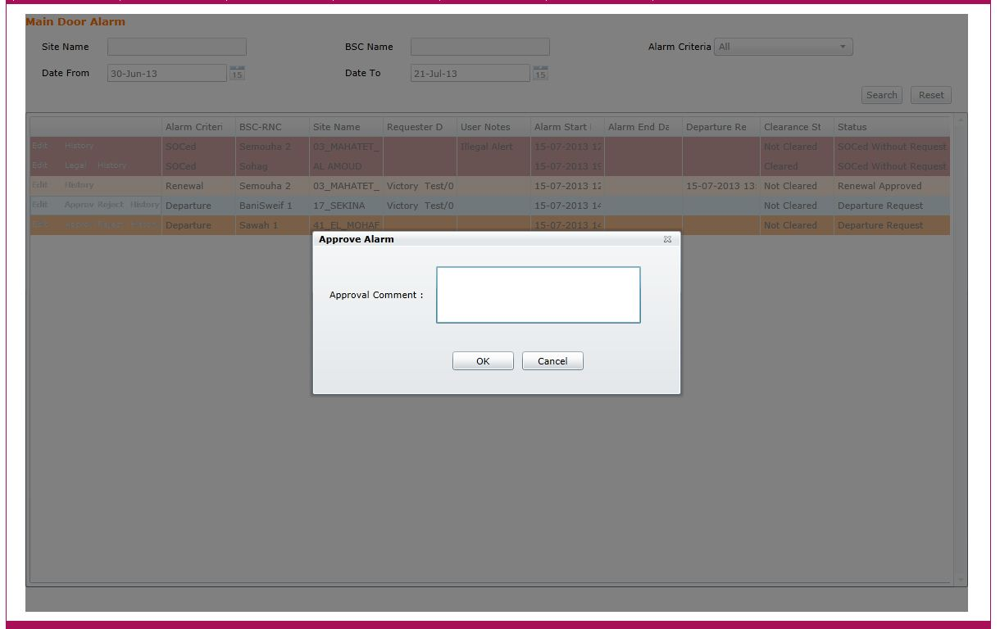 Main Door Alarm
Site Name BSC Name Alarm Criteria All
Date From 30-Jun-13 15 Date To 21-Jul-13 15
Search Reset
Alarm Criteri BSC-RNC Site Name Requester D User Notes Alarm Start Alarm End Da Departure Re Clearance St Status
Edit History SOCed Semouha 2 03_MAHATET_ Illegal Alert 15-07-2013 12 Not Cleared SOCed Without Request
Edit Legal History SOCed Sohag AL AMOUD 15-07-2013 19 Cleared SOCed Without Request
Edit History Renewal Semouha 2 03_MAHATET_ Victory Test/0 15-07-2013 12 15-07-2013 13 Not Cleared Renewal Approved
Edit Approv Reject History Departure BaniSweif 1 17_SEKINA Victory Test/0 15-07-2013 14 Not Cleared Departure Request
Edit Approv Reject History Departure Sawah 1 41_EL_MOHAF 15-07-2013 14 Not Cleared Departure Request
Approve Alarm
Approval Comment :
OK Cancel